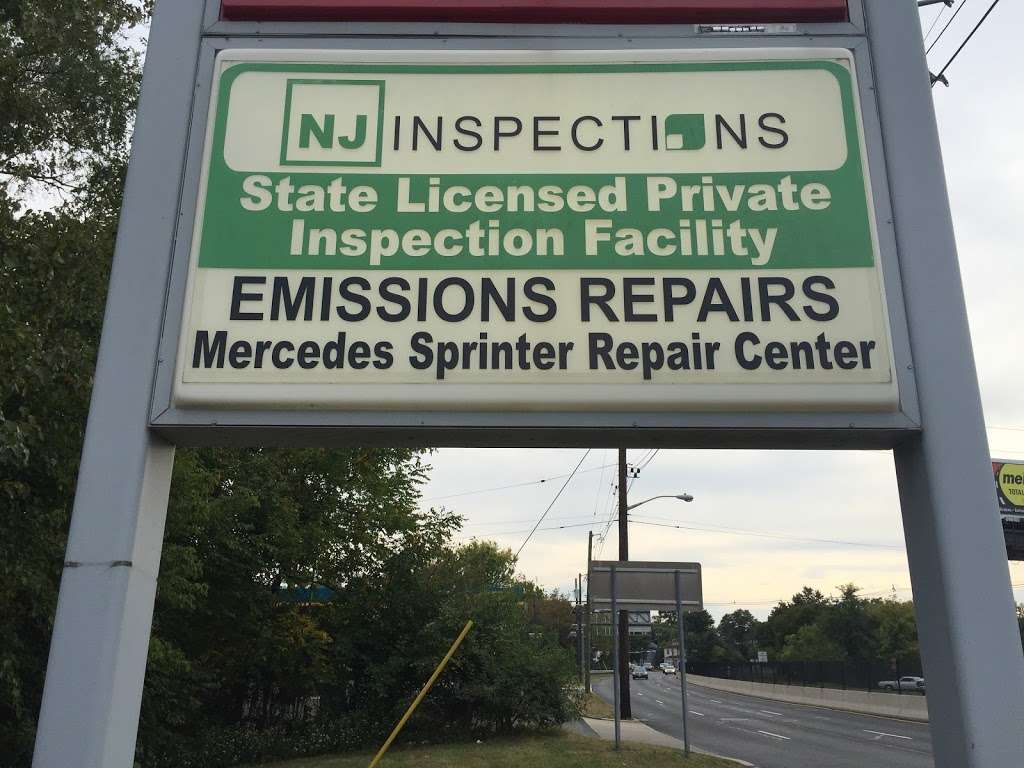 NJ INSPECTIONS
State Licensed Private
Inspection Facility
EMISSIONS REPAIRS
Mercedes Sprinter Repair Center